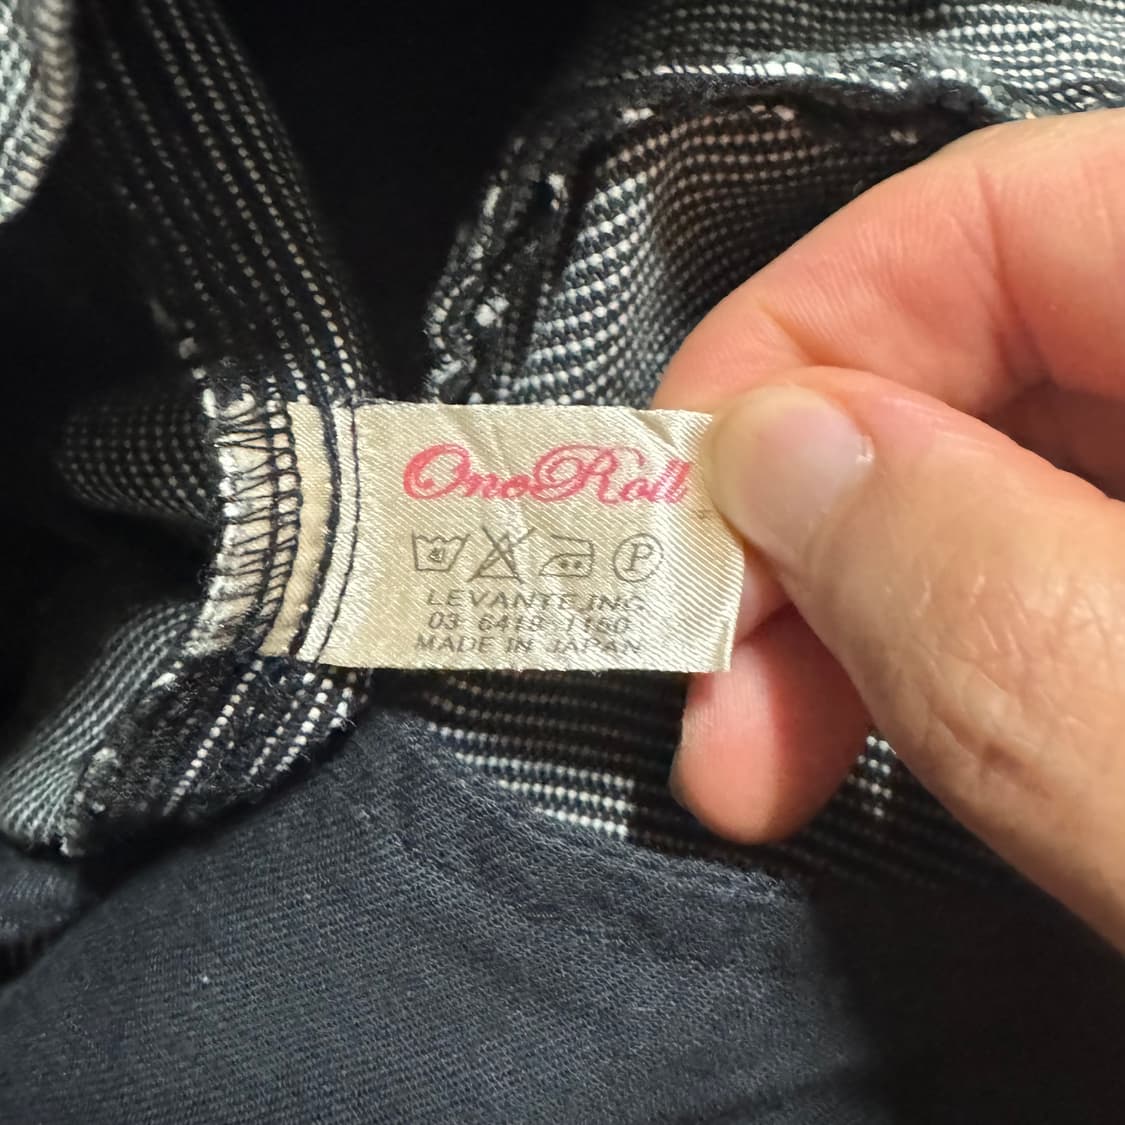 OneRoll
P
LEVANTE.INC.
03 6419 1160
MADE IN JAPAN